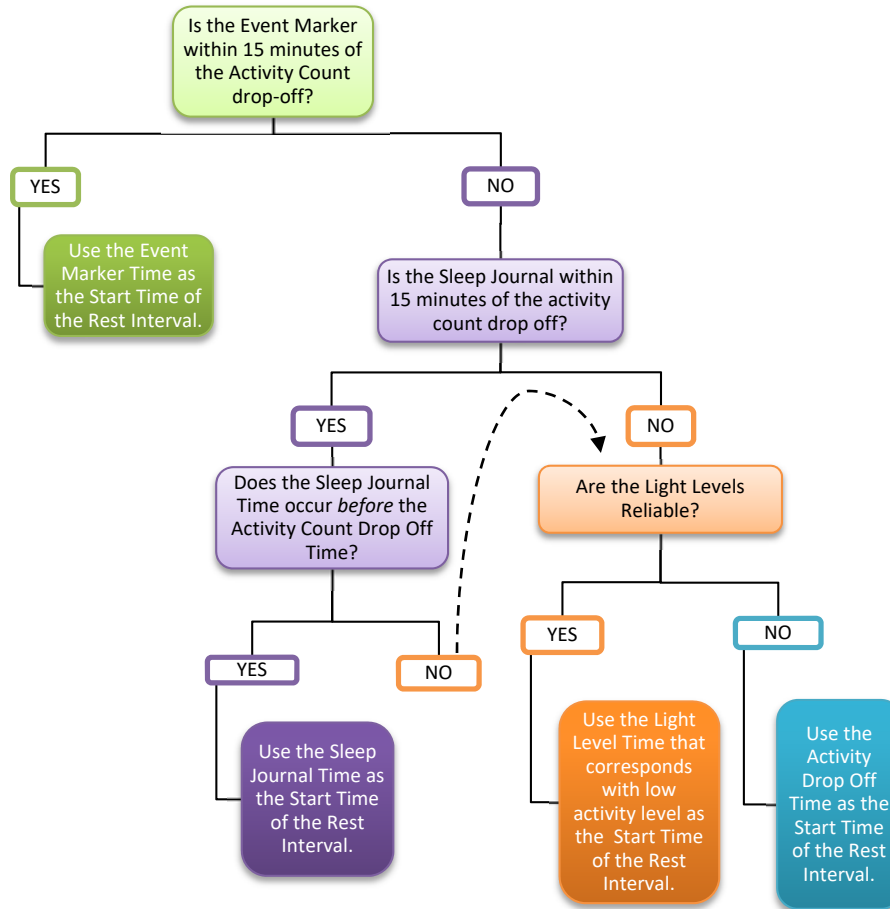 Is the Event Marker
within 15 minutes of
the Activity Count
drop-off?
YES
NO
Use the Event
Marker Time as
the Start Time of
the Rest Interval.
Is the Sleep Journal within
15 minutes of the activity
count drop off?
YES
NO
Does the Sleep Journal
Time occur before the
Activity Count Drop Off
Time?
Are the Light Levels
Reliable?
YES
NO
YES
NO
Use the Sleep
Journal Time as
the Start Time
of the Rest
Interval.
Use the Light
Level Time that
corresponds
with low
activity level as
the Start Time
of the Rest
Interval.
Use the
Activity
Drop Off
Time as the
Start Time
of the Rest
Interval.